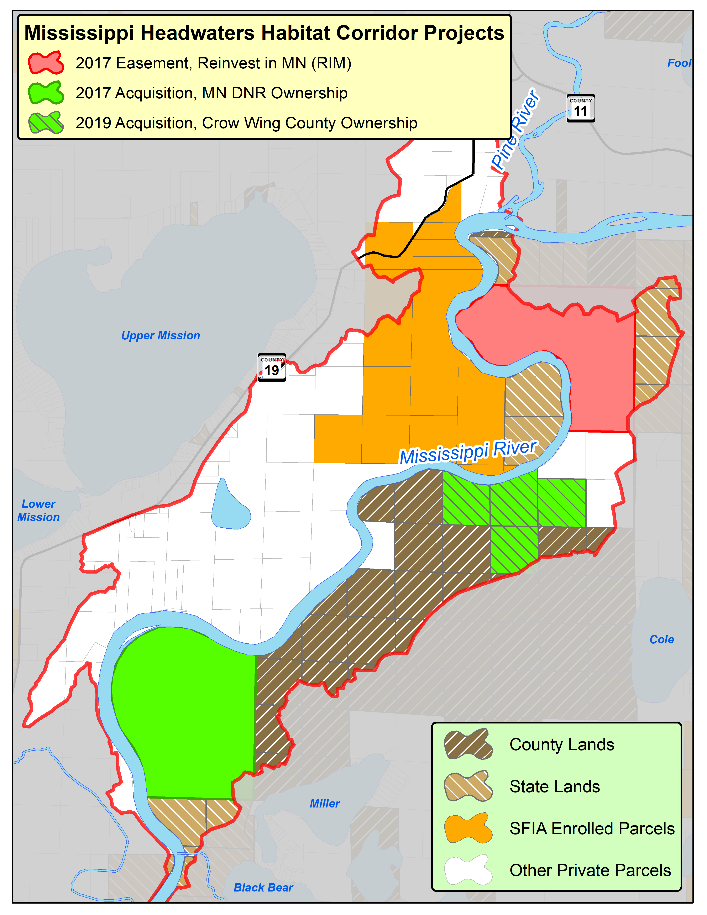 Mississippi Headwaters Habitat Corridor Projects
2017 Easement, Reinvest in MN (RIM)
2017 Acquisition, MN DNR Ownership
2019 Acquisition, Crow Wing County Ownership
Fool
COUNTY
11
Pine River
Upper Mission
COUNTY
19
Mississippi River
Lower
Mission
Cole
Miller
Black Bear
County Lands
State Lands
SFIA Enrolled Parcels
Other Private Parcels